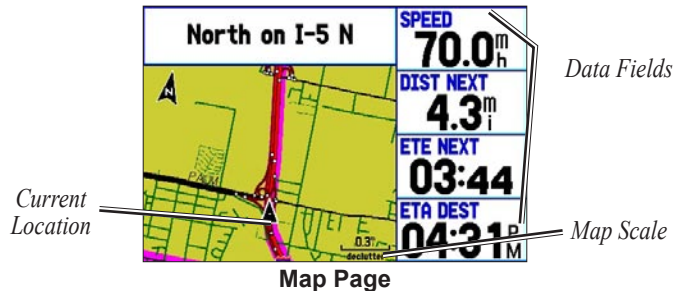 North on I-5 N
SPEED
70.0 m h
DIST NEXT
4.3 m i
ETE NEXT
03:44
ETA DEST
04:31 P M
N
PALM
0.3
declutter
Data Fields
Current
Location
Map Scale
Map Page